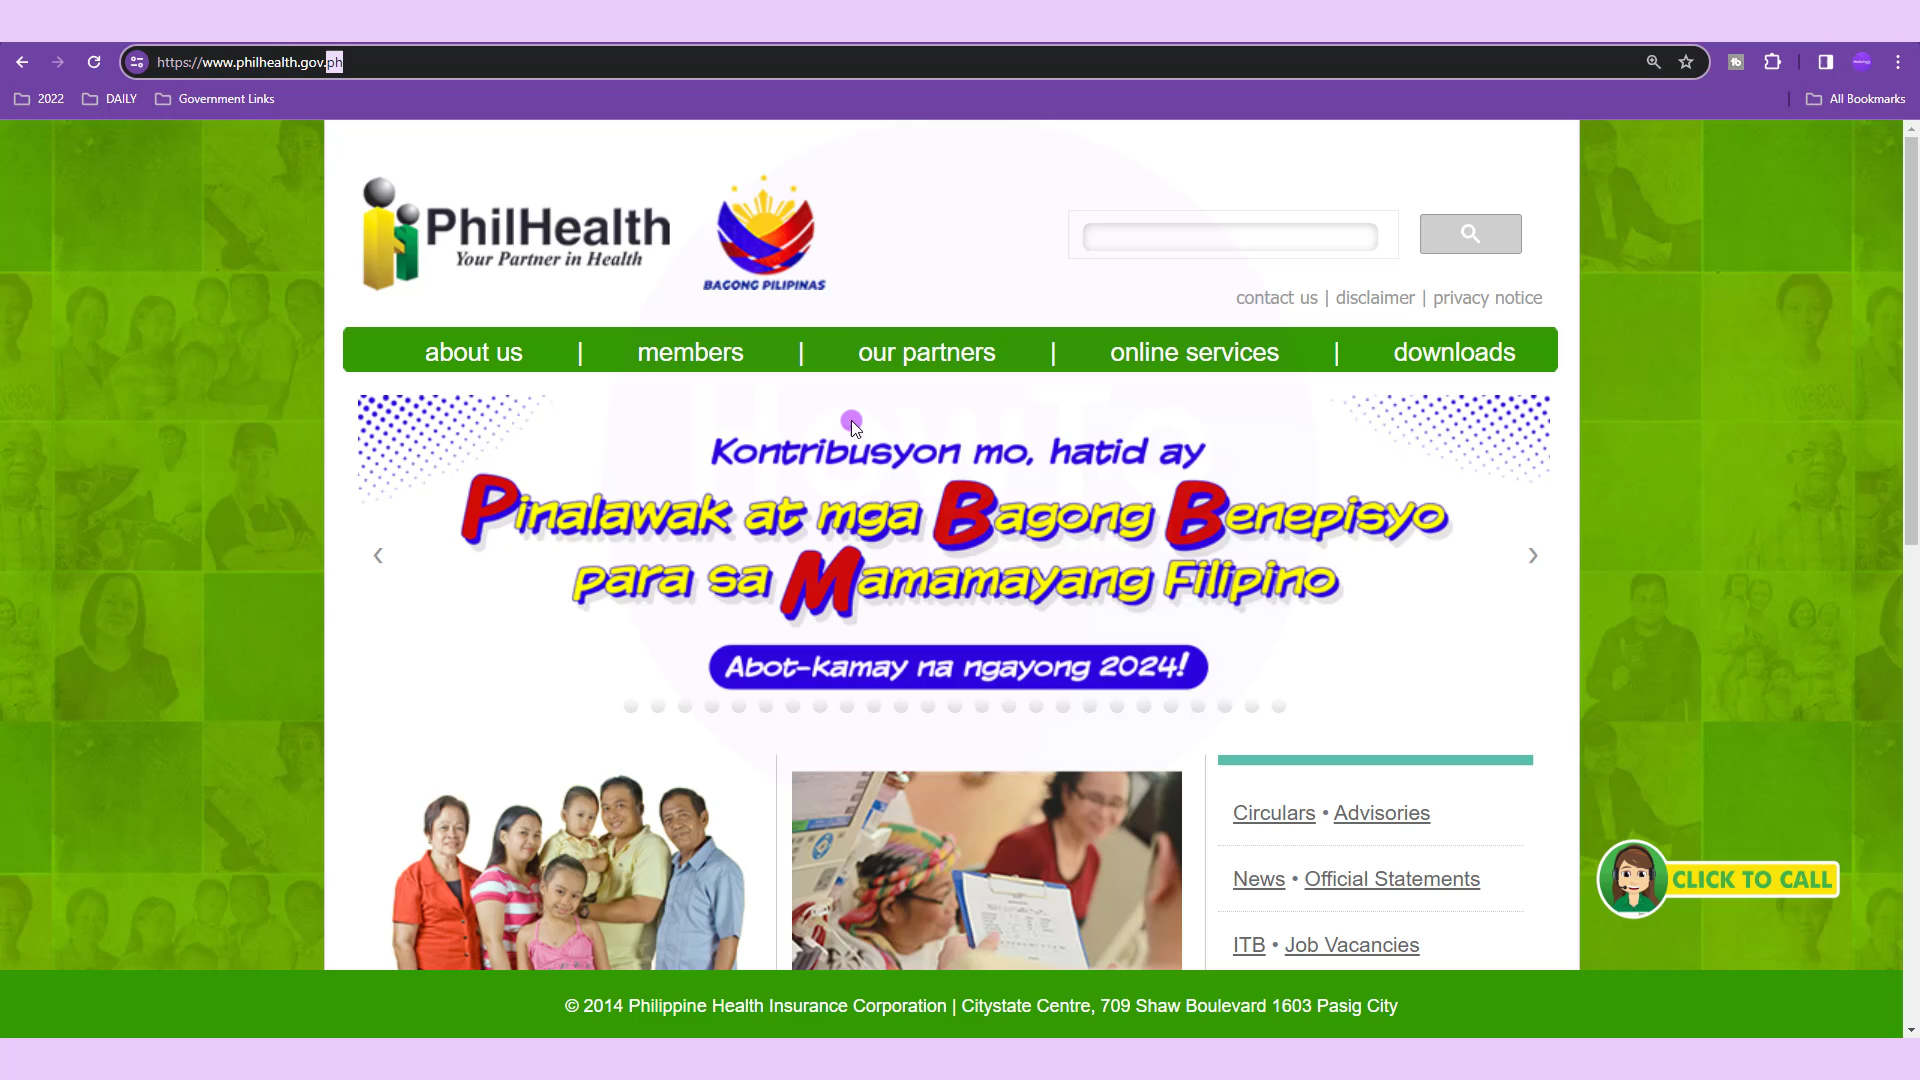 https://www.philhealth.gov.ph
2022
DAILY
Government Links
All Bookmarks
PhilHealth
Your Partner in Health
BAGONG PILIPINAS
contact us | disclaimer | privacy notice
about us | members | our partners | online services | downloads
Kontribusyon mo, hatid ay
Pinalawak at mga Bagong Benepisyo
para sa Mamamayang Filipino
Abot-kamay na ngayong 2024!
Circulars • Advisories
News • Official Statements
ITB • Job Vacancies
CLICK TO CALL
© 2014 Philippine Health Insurance Corporation | Citystate Centre, 709 Shaw Boulevard 1603 Pasig City